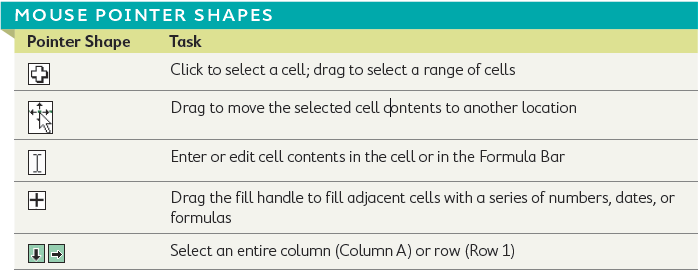 MOUSE POINTER SHAPES
Pointer Shape Task
Click to select a cell; drag to select a range of cells
Drag to move the selected cell contents to another location
Enter or edit cell contents in the cell or in the Formula Bar
Drag the fill handle to fill adjacent cells with a series of numbers, dates, or
formulas
Select an entire column (Column A) or row (Row 1)